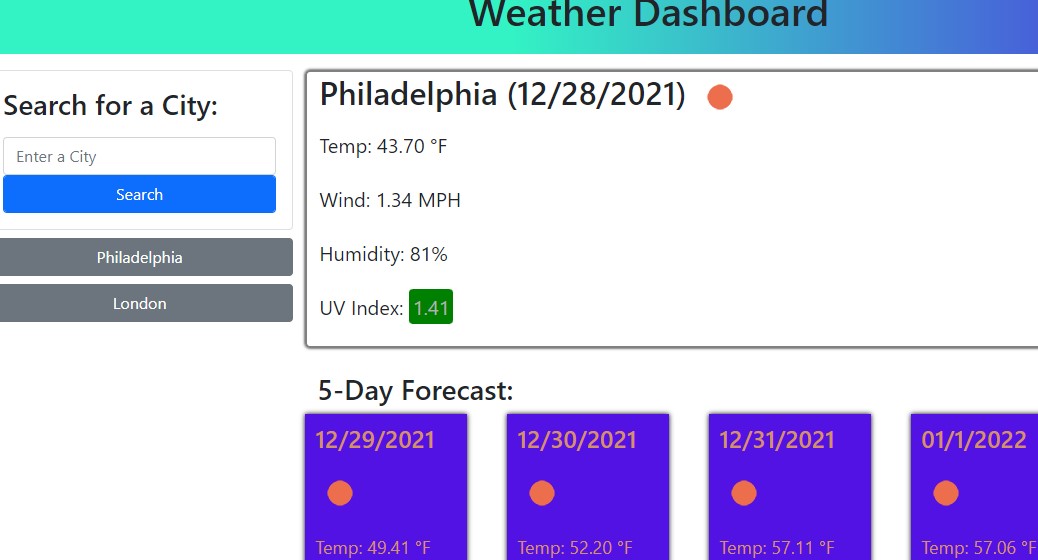 Weather Dashboard
Search for a City:
Enter a City
Search
Philadelphia
London
Philadelphia (12/28/2021)
Temp: 43.70 °F
Wind: 1.34 MPH
Humidity: 81%
UV Index: 1.41
5-Day Forecast:
12/29/2021
Temp: 49.41 °F
12/30/2021
Temp: 52.20 °F
12/31/2021
Temp: 57.11 °F
01/1/2022
Temp: 57.06 °F